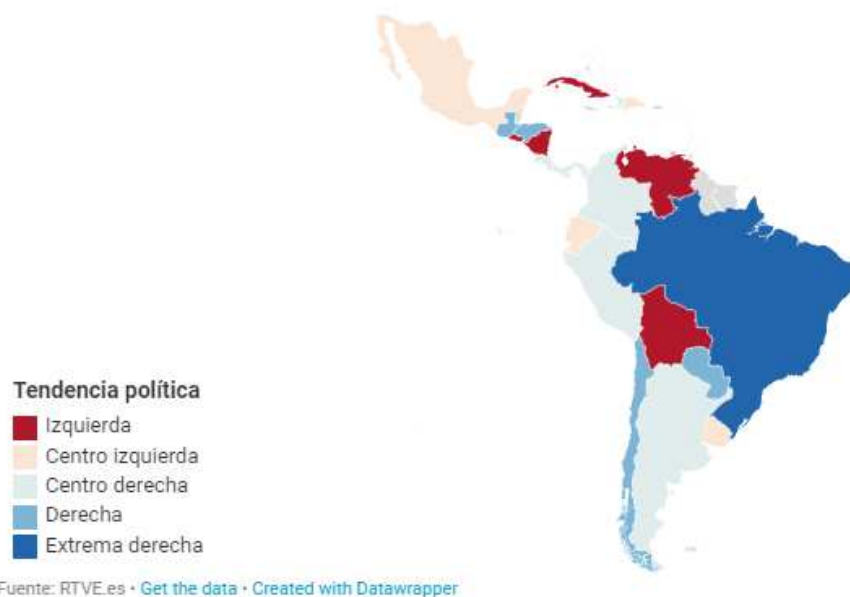 Tendencia política
Izquierda
Centro izquierda
Centro derecha
Derecha
Extrema derecha
Fuente: RTVE.es • Get the data • Created with Datawrapper